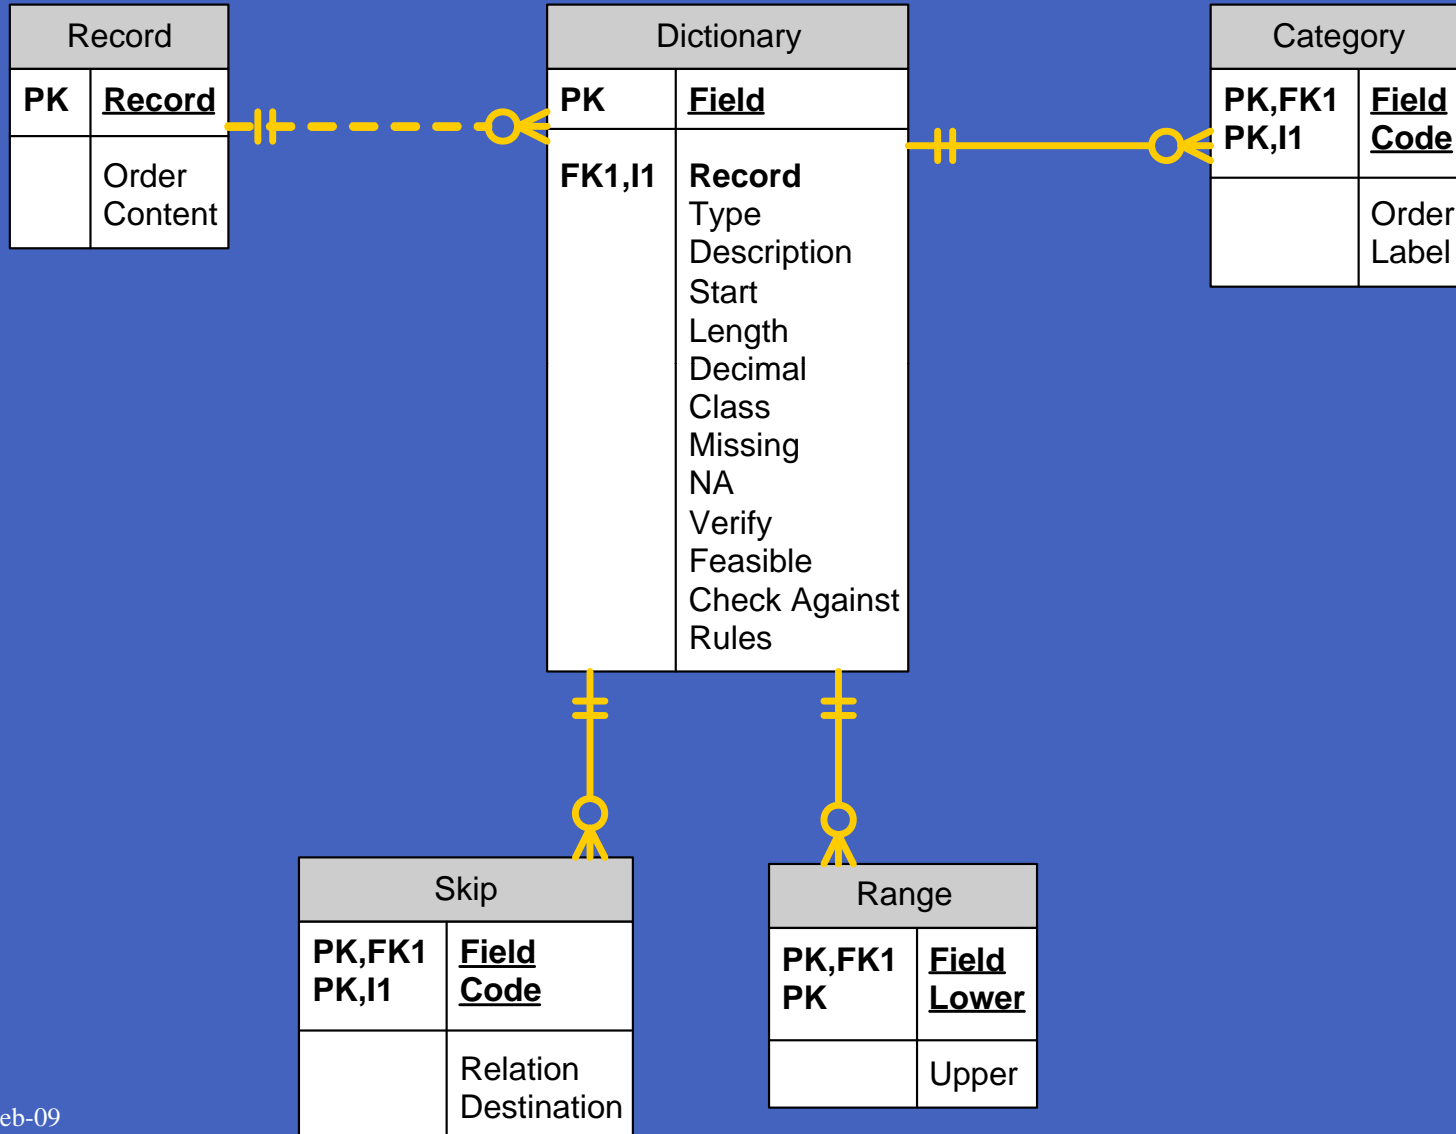 Record
PK Record
Order
Content
Dictionary
PK Field
FK1,I1 Record
Type
Description
Start
Length
Decimal
Class
Missing
NA
Verify
Feasible
Check Against
Rules
Category
PK,FK1 Field
PK,I1 Code
Order
Label
Skip
PK,FK1 Field
PK,I1 Code
Relation
Destination
Range
PK,FK1 Field
PK Lower
Upper
eb-09